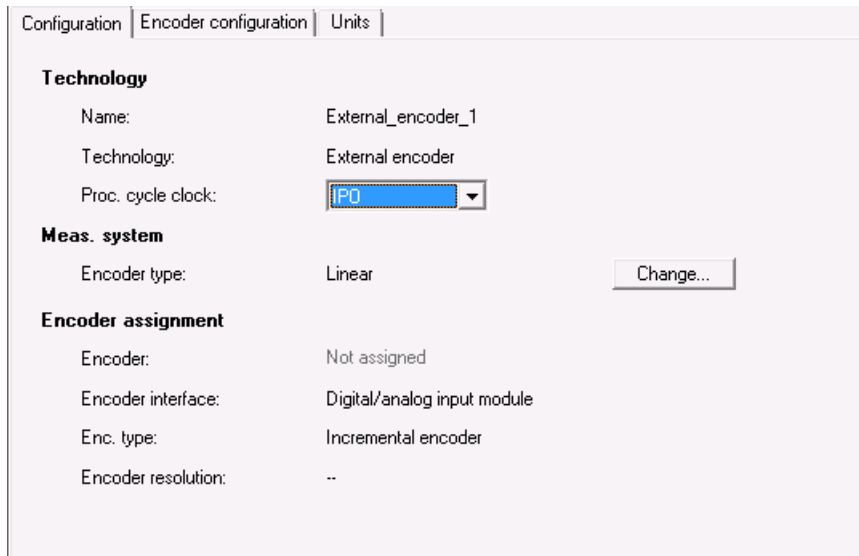 Configuration Encoder configuration Units
Technology
Name: External_encoder_1
Technology: External encoder
Proc. cycle clock: IPO
Meas. system
Encoder type: Linear Change...
Encoder assignment
Encoder: Not assigned
Encoder interface: Digital/analog input module
Enc. type: Incremental encoder
Encoder resolution: --